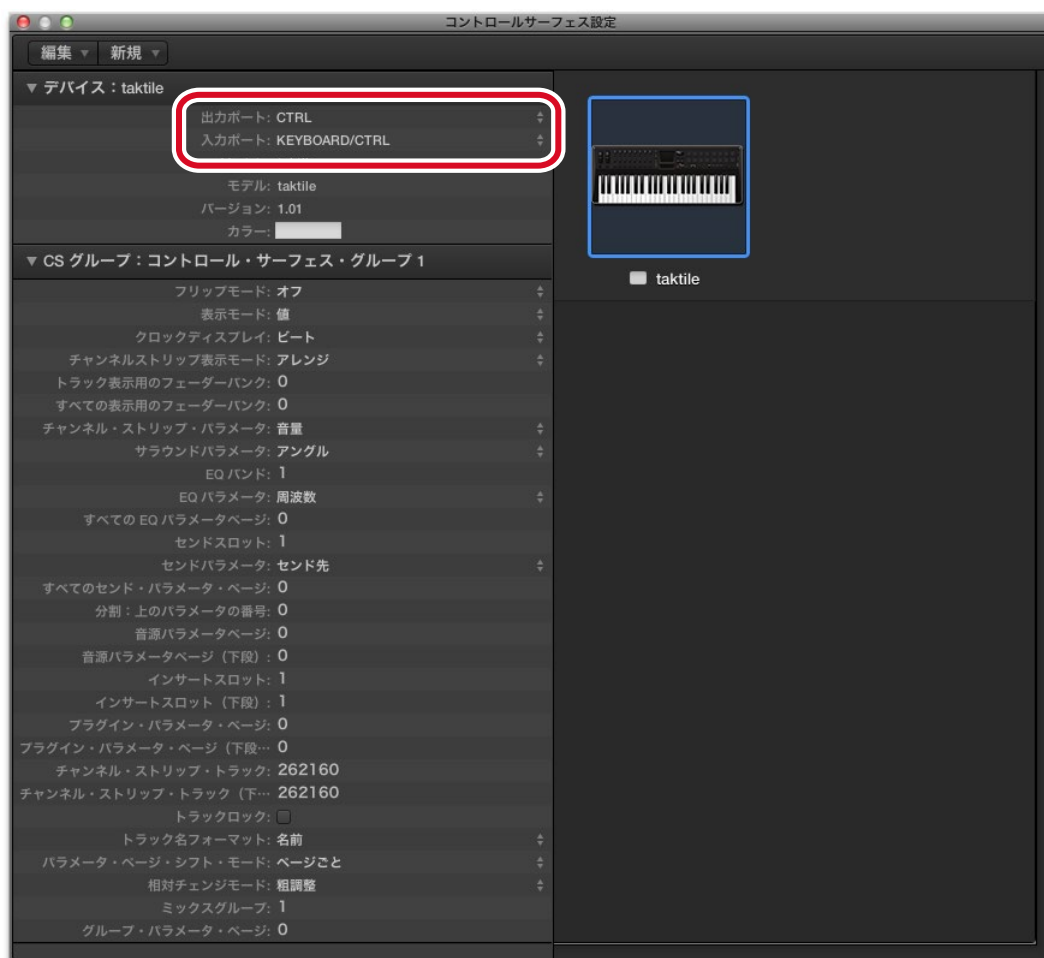 コントロールサーフェス設定
編集 新規
デバイス：taktile
出力ポート: CTRL
入力ポート: KEYBOARD/CTRL
モデル: taktile
バージョン: 1.01
カラー:
CS グループ：コントロール・サーフェス・グループ 1
フリップモード: オフ
表示モード: 値
クロックディスプレイ: ビート
チャンネルストリップ表示モード: アレンジ
トラック表示用のフェーダーバンク: 0
すべての表示用のフェーダーバンク: 0
チャンネル・ストリップ・パラメータ: 音量
サラウンドパラメータ: アングル
EQ バンド: 1
EQ パラメータ: 周波数
すべての EQ パラメータページ: 0
センドスロット: 1
センドパラメータ: センド先
すべてのセンド・パラメータ・ページ: 0
分割：上のパラメータの番号: 0
音源パラメータページ: 0
音源パラメータページ（下段）: 0
インサートスロット: 1
インサートスロット（下段）: 1
プラグイン・パラメータ・ページ: 0
プラグイン・パラメータ・ページ（下段… 0
チャンネル・ストリップ・トラック: 262160
チャンネル・ストリップ・トラック（下… 262160
トラックロック:
トラック名フォーマット: 名前
パラメータ・ページ・シフト・モード: ページごと
相対チェンジモード: 粗調整
ミックスグループ: 1
グループ・パラメータ・ページ: 0
taktile